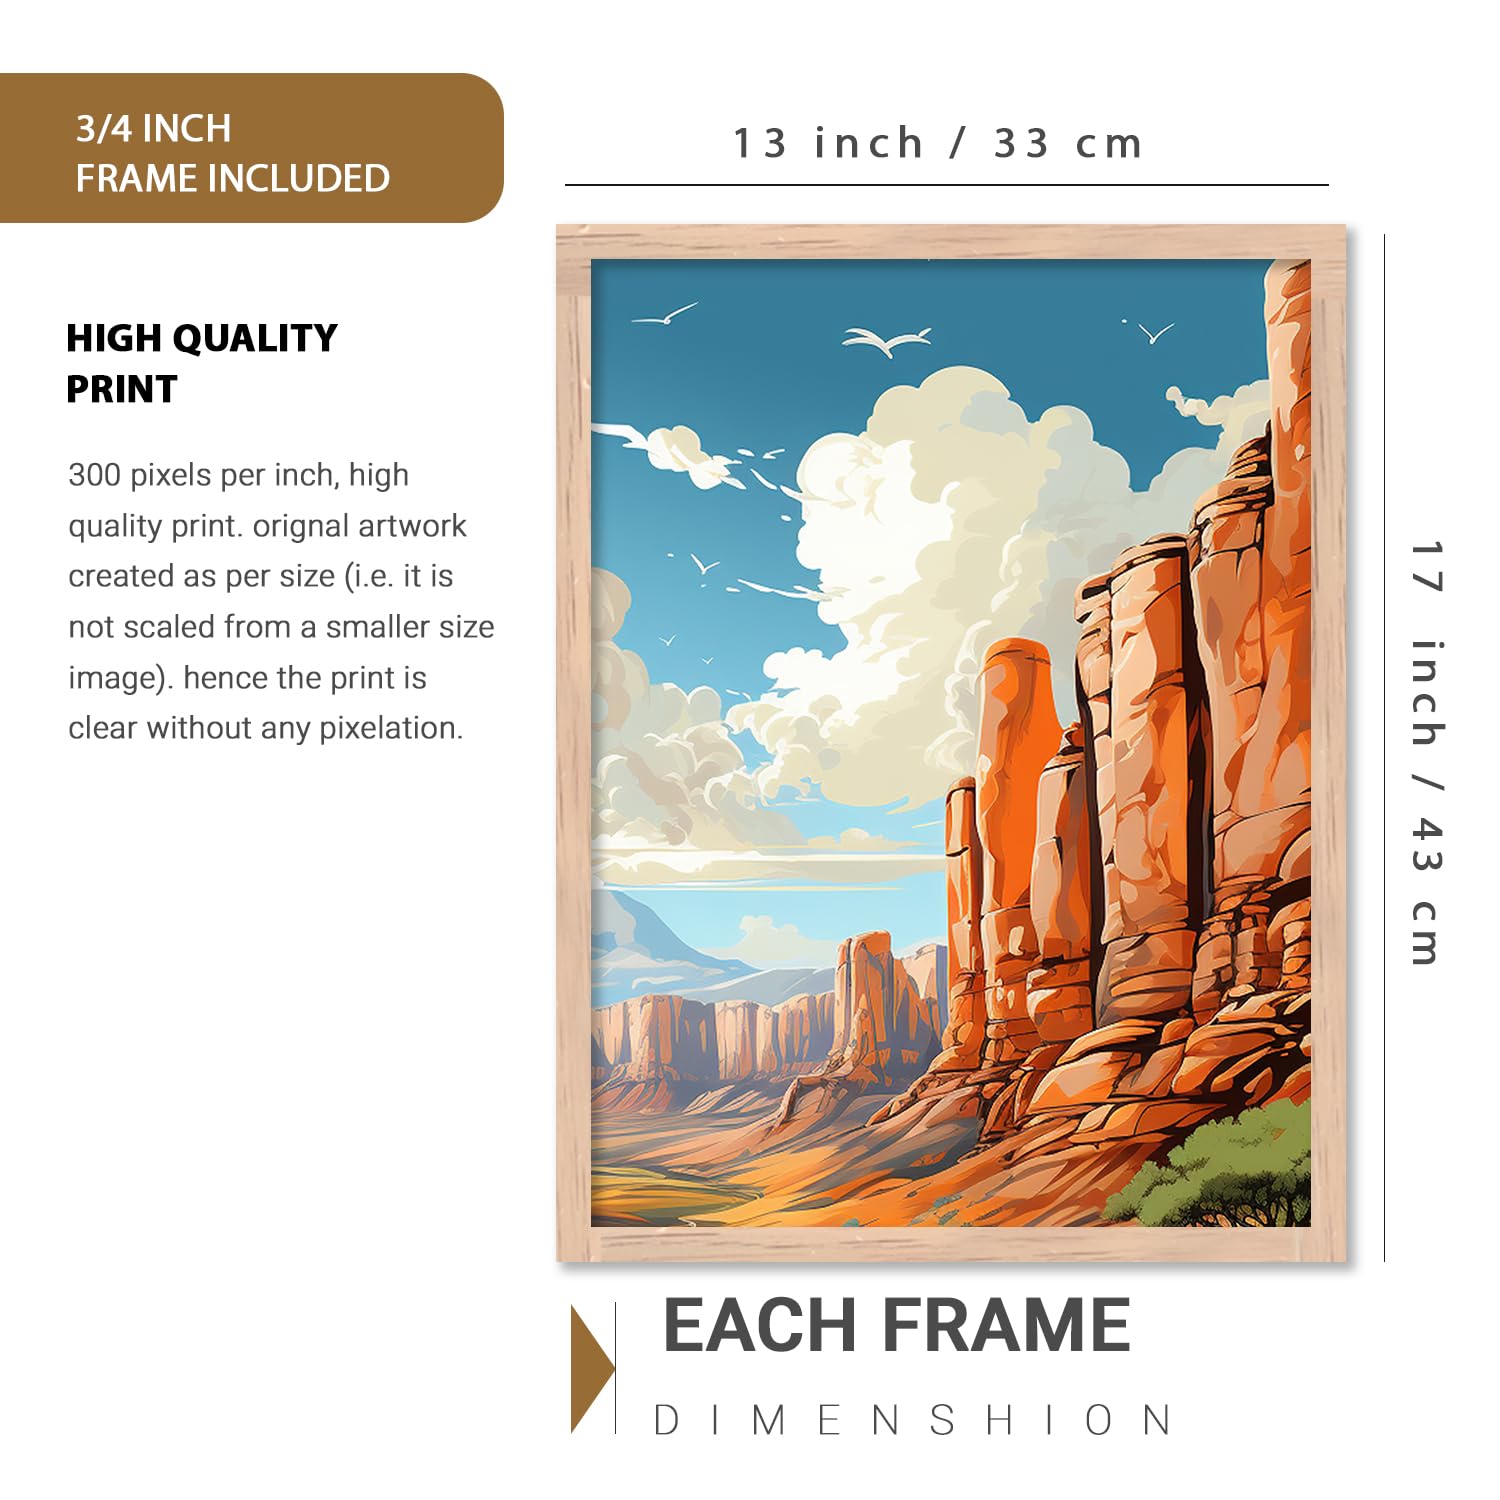 3/4 INCH
FRAME INCLUDED
13 inch / 33 cm
HIGH QUALITY
PRINT
300 pixels per inch, high
quality print. orignal artwork
created as per size (i.e. it is
not scaled from a smaller size
image). hence the print is
clear without any pixelation.
17 inch / 43 cm
EACH FRAME
DIMENSHION